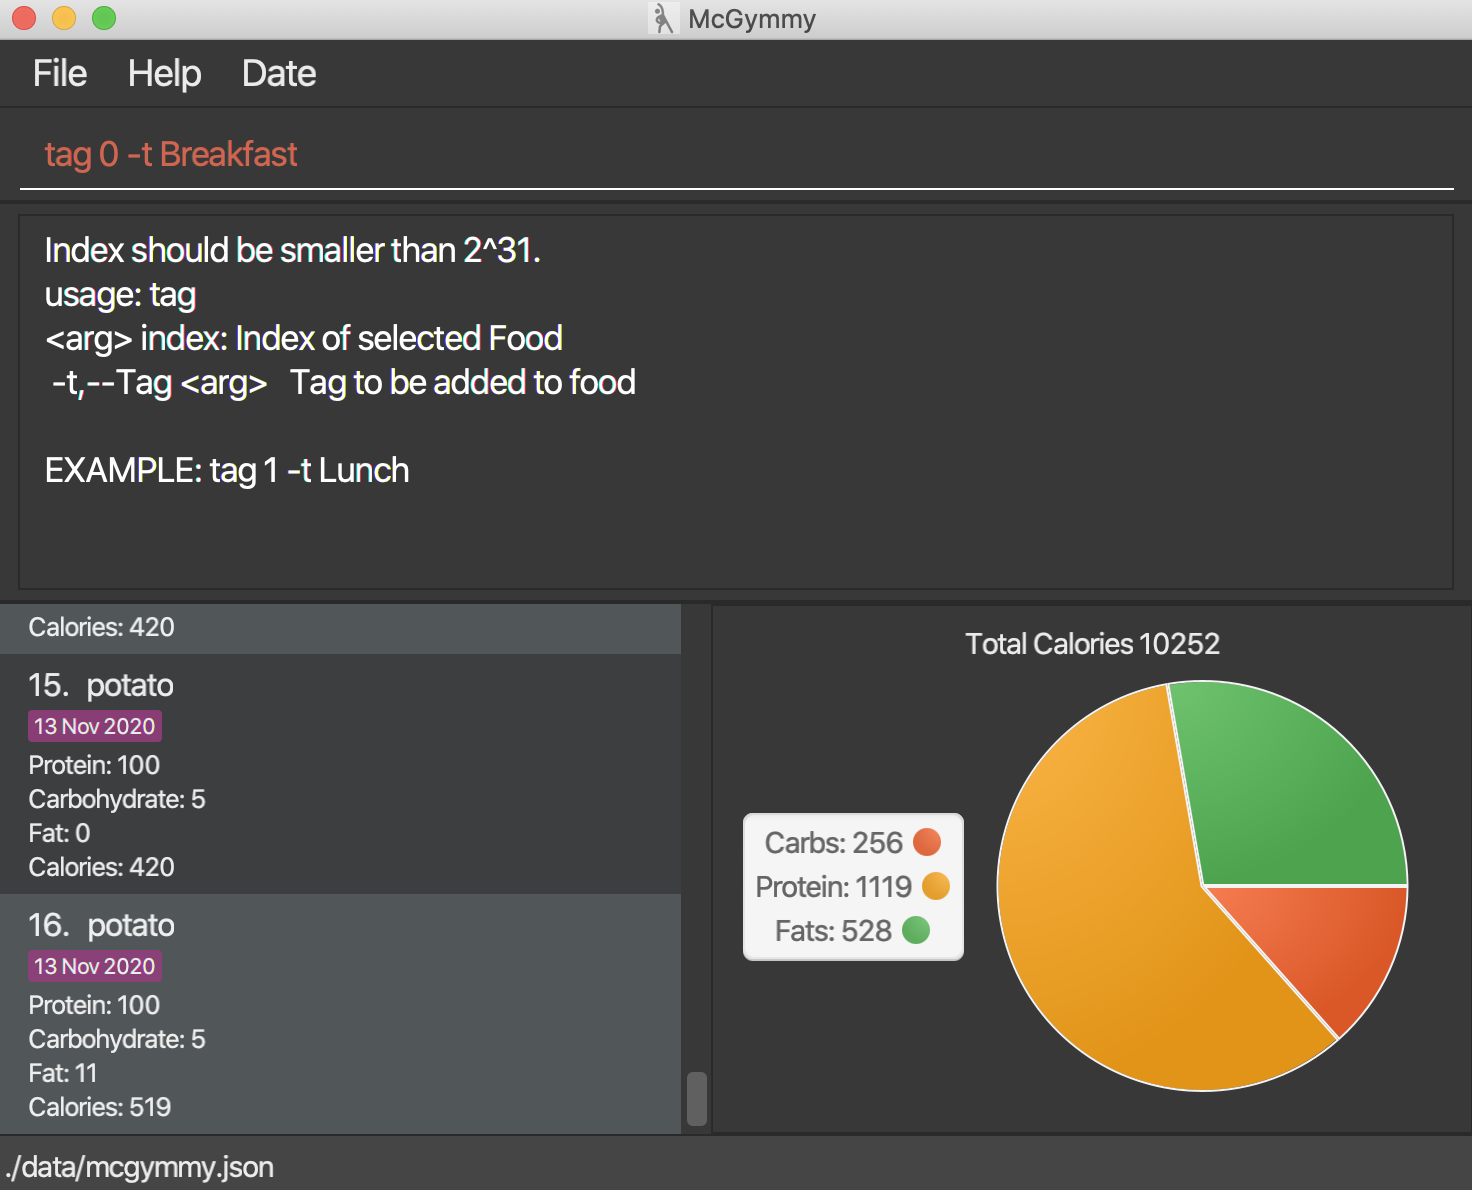 McGymmy
File Help Date
tag 0 -t Breakfast
Index should be smaller than 2^31.
usage: tag
<arg> index: Index of selected Food
-t,--Tag <arg>   Tag to be added to food
EXAMPLE: tag 1 -t Lunch
Calories: 420
15. potato
13 Nov 2020
Protein: 100
Carbohydrate: 5
Fat: 0
Calories: 420
16. potato
13 Nov 2020
Protein: 100
Carbohydrate: 5
Fat: 11
Calories: 519
Total Calories 10252
Carbs: 256
Protein: 1119
Fats: 528
./data/mcgymmy.json